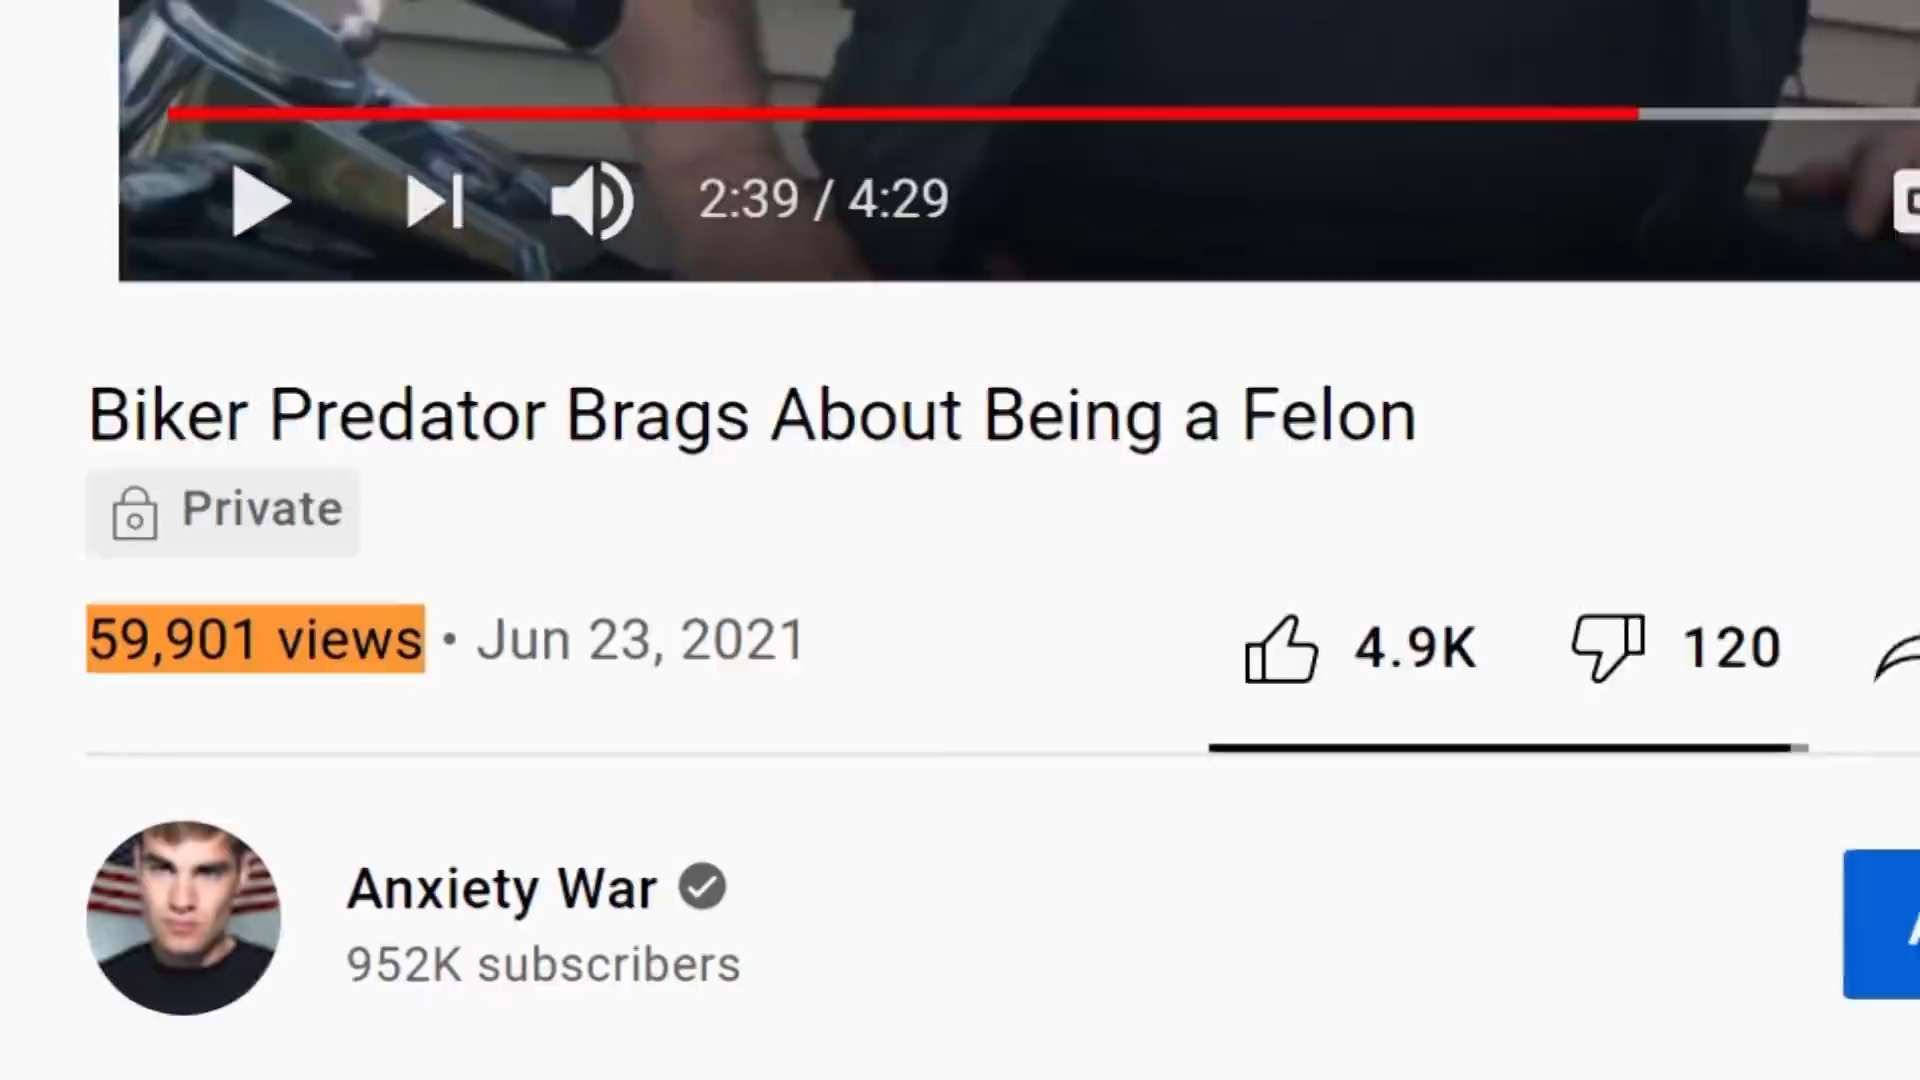 2:39 / 4:29
Biker Predator Brags About Being a Felon
Private
59,901 views • Jun 23, 2021
4.9K
120
Anxiety War
952K subscribers